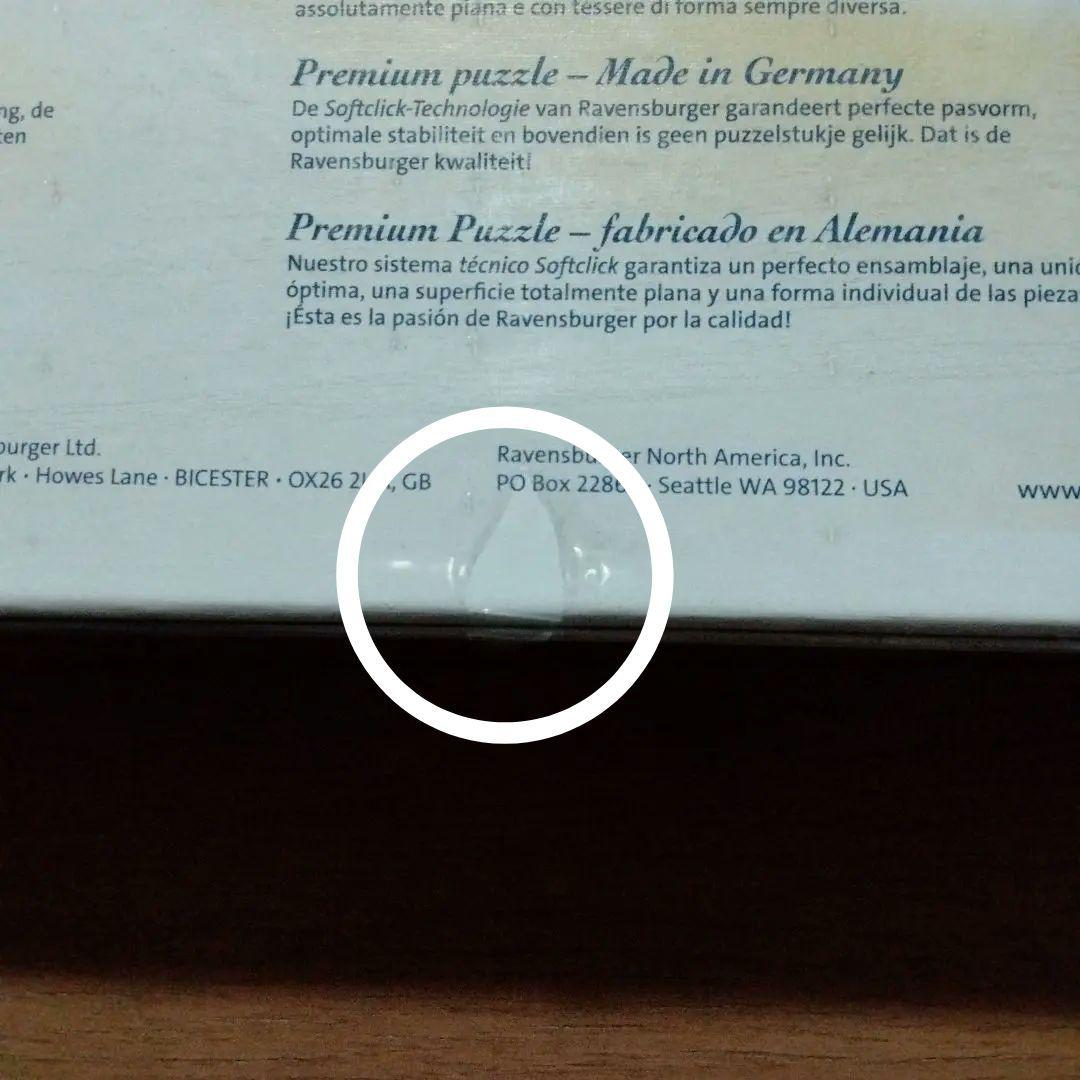 assolutamente piana e con tessere di forma sempre diversa.
Premium puzzle – Made in Germany
ng, de
De Softclick-Technologie van Ravensburger garandeert perfecte pasvorm,
ten
optimale stabiliteit en bovendien is geen puzzelstukje gelijk. Dat is de
Ravensburger kwaliteit!
Premium Puzzle – fabricado en Alemania
Nuestro sistema técnico Softclick garantiza un perfecto ensamblaje, una unic
óptima, una superficie totalmente plana y una forma individual de las pieza
¡Ésta es la pasión de Ravensburger por la calidad!
burger Ltd.
rk · Howes Lane · BICESTER · OX26 , GB
Ravensburger North America, Inc.
PO Box · Seattle WA 98122 · USA
www